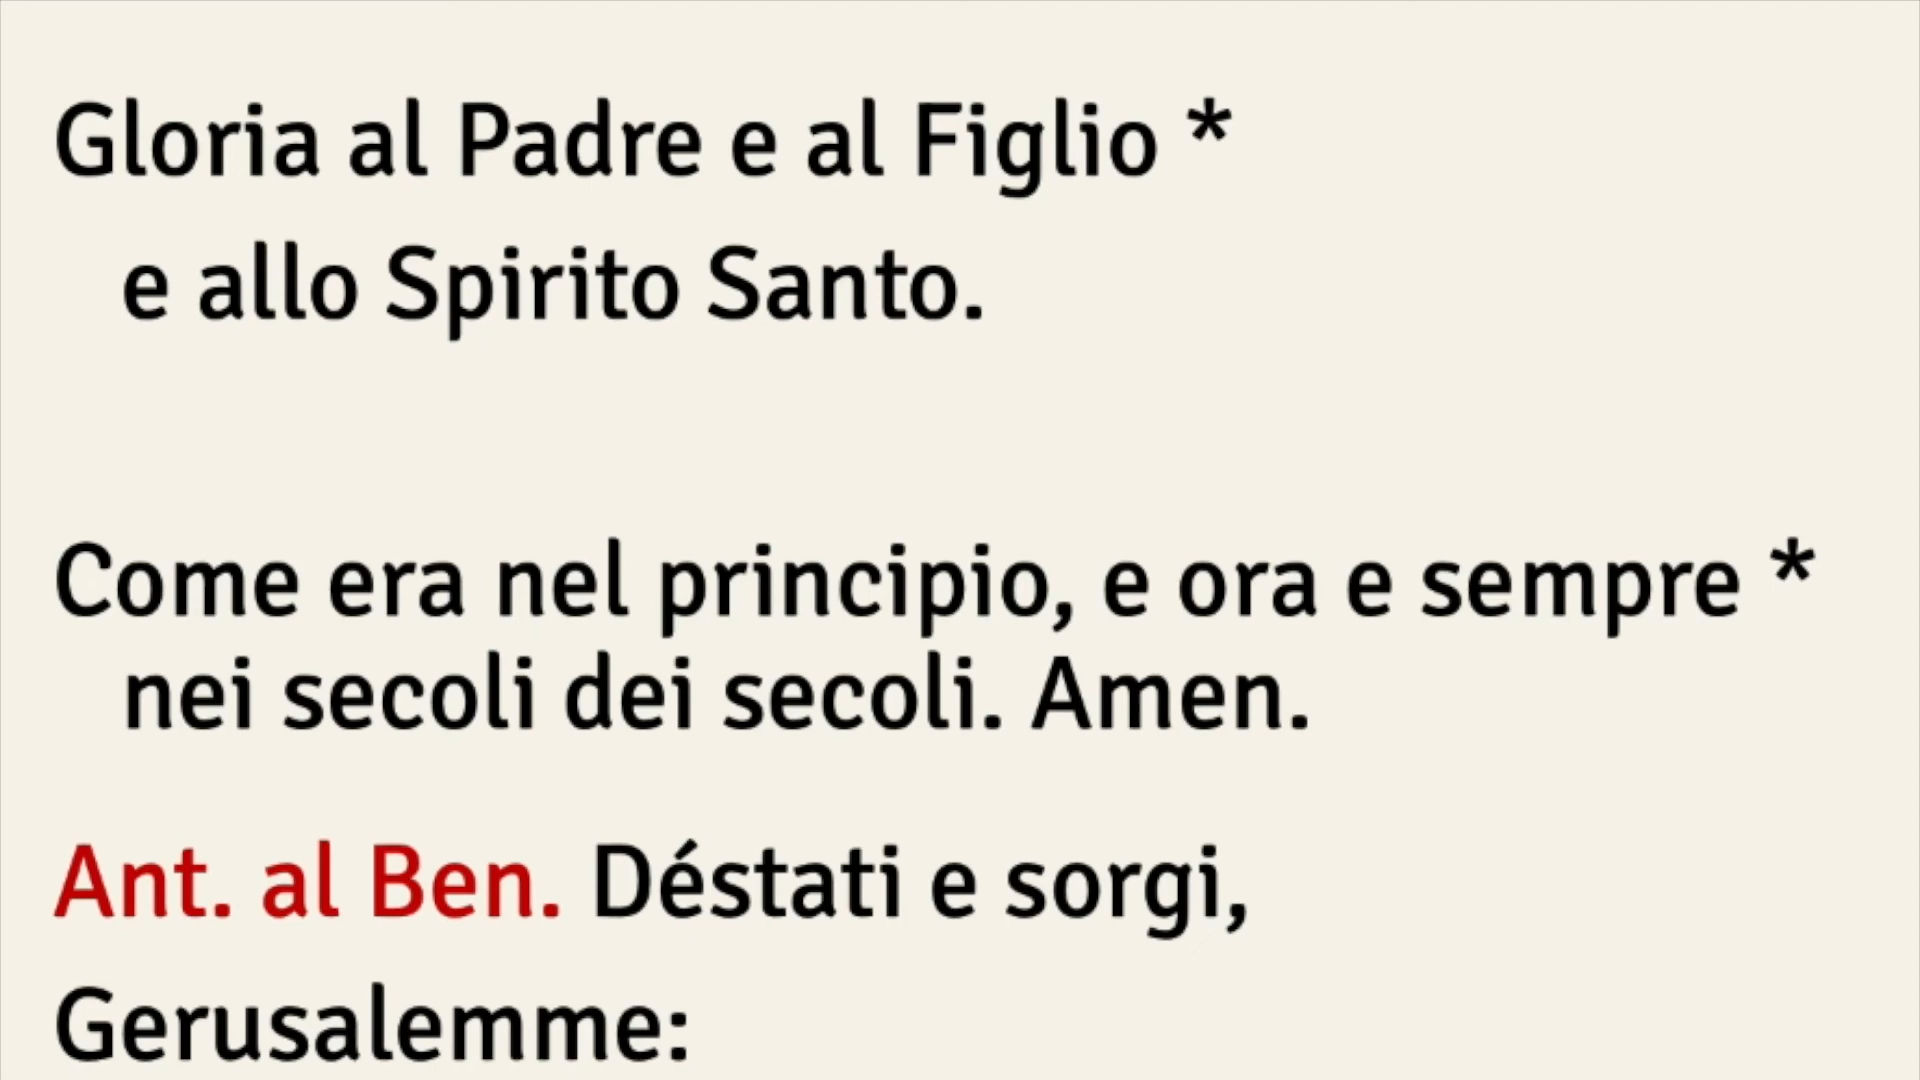 Gloria al Padre e al Figlio *
e allo Spirito Santo.
Come era nel principio, e ora e sempre *
nei secoli dei secoli. Amen.
Ant. al Ben. Déstati e sorgi,
Gerusalemme: